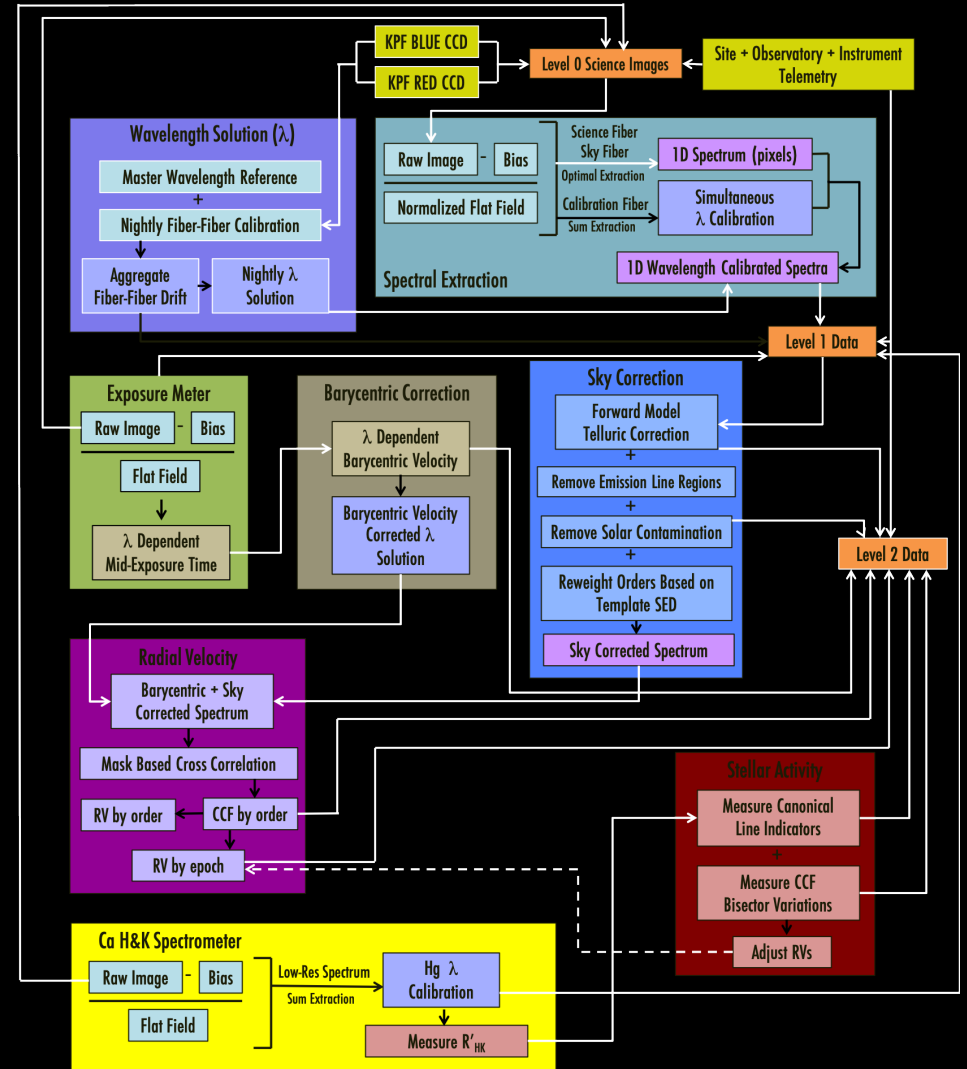 KPF BLUE CCD
KPF RED CCD
Level 0 Science Images
Site + Observatory + Instrument
Telemetry
Wavelength Solution (λ)
Master Wavelength Reference
+
Nightly Fiber-Fiber Calibration
Aggregate
Fiber-Fiber Drift
Nightly λ
Solution
Raw Image - Bias
Normalized Flat Field
Science Fiber
Sky Fiber
Optimal Extraction
Calibration Fiber
Sum Extraction
1D Spectrum (pixels)
Simultaneous
λ Calibration
1D Wavelength Calibrated Spectra
Spectral Extraction
Level 1 Data
Exposure Meter
Raw Image - Bias
Flat Field
λ Dependent
Mid-Exposure Time
Barycentric Correction
λ Dependent
Barycentric Velocity
Barycentric Velocity
Corrected λ
Solution
Sky Correction
Forward Model
Telluric Correction
+
Remove Emission Line Regions
+
Remove Solar Contamination
+
Reweight Orders Based on
Template SED
Sky Corrected Spectrum
Level 2 Data
Radial Velocity
Barycentric + Sky
Corrected Spectrum
Mask Based Cross Correlation
RV by order
CCF by order
RV by epoch
Stellar Activity
Measure Canonical
Line Indicators
+
Measure CCF
Bisector Variations
Adjust RVs
Ca H&K Spectrometer
Raw Image - Bias
Flat Field
Low-Res Spectrum
Sum Extraction
Hg λ
Calibration
Measure R'HK